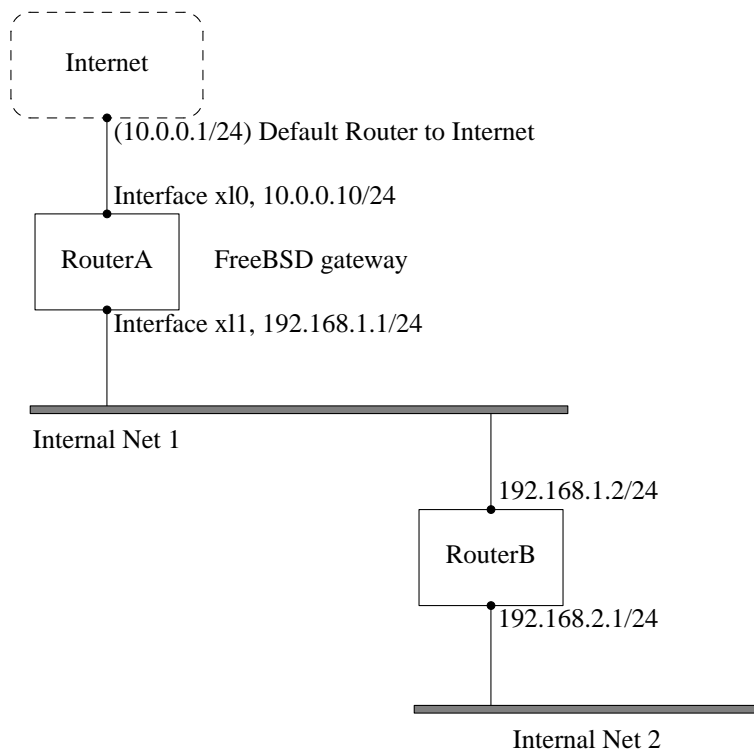 Internet
(10.0.0.1/24) Default Router to Internet
Interface xl0, 10.0.0.10/24
RouterA
FreeBSD gateway
Interface xl1, 192.168.1.1/24
Internal Net 1
192.168.1.2/24
RouterB
192.168.2.1/24
Internal Net 2